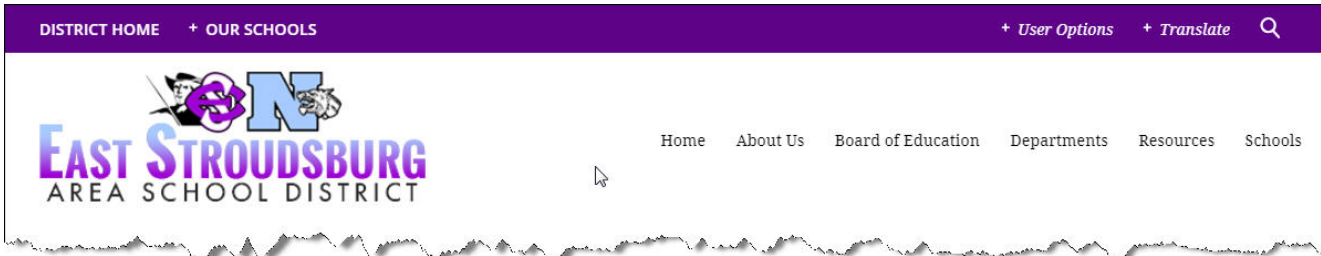 DISTRICT HOME + OUR SCHOOLS + User Options + Translate
ES N
EAST STROUDSBURG
AREA SCHOOL DISTRICT
Home About Us Board of Education Departments Resources Schools